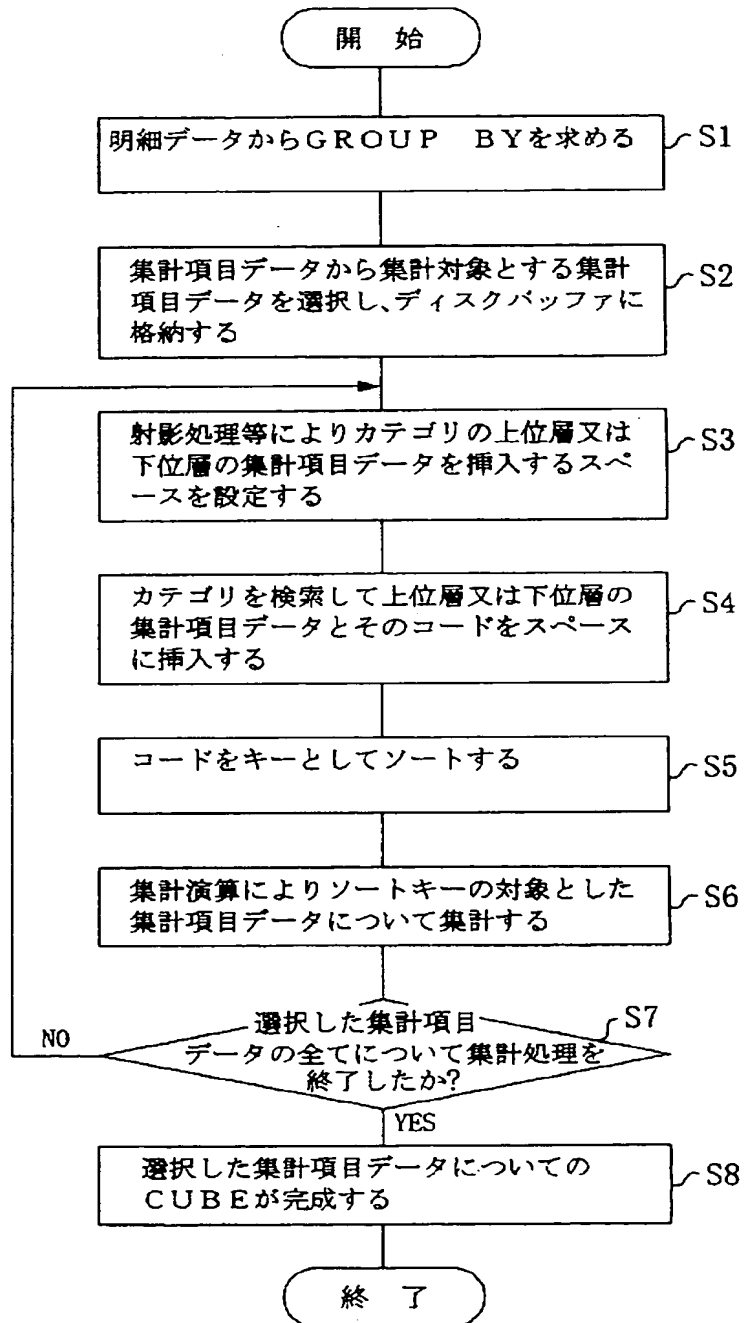 開 始
明細データからGROUP BYを求める
S1
集計項目データから集計対象とする集計
項目データを選択し、ディスクバッファに
格納する
S2
射影処理等によりカテゴリの上位層又は
下位層の集計項目データを挿入するスペ
ースを設定する
S3
カテゴリを検索して上位層又は下位層の
集計項目データとそのコードをスペース
に挿入する
S4
コードをキーとしてソートする
S5
集計演算によりソートキーの対象とした
集計項目データについて集計する
S6
選択した集計項目
データの全てについて集計処理を
終了したか?
S7
NO
YES
選択した集計項目データについての
CUBEが完成する
S8
終 了